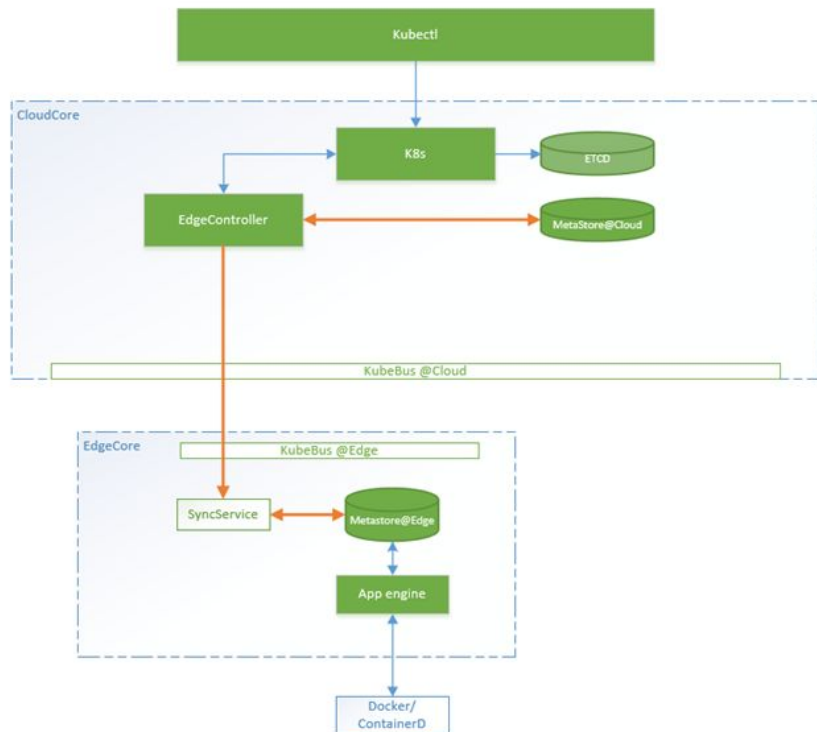 Kubectl
CloudCore
K8s
ETCD
EdgeController
MetaStore@Cloud
KubeBus @Cloud
EdgeCore
KubeBus @Edge
SyncService
Metastore@Edge
App engine
Docker/
ContainerD